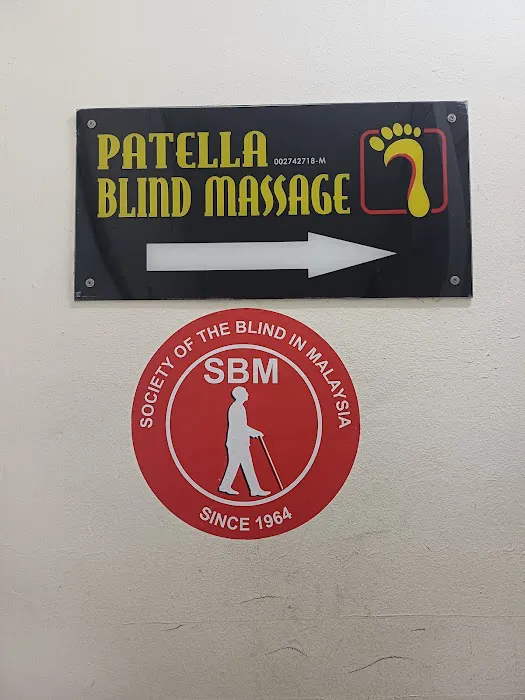 PATELLA 002742718-M
BLIND MASSAGE
SOCIETY OF THE BLIND IN MALAYSIA
SBM
SINCE 1964